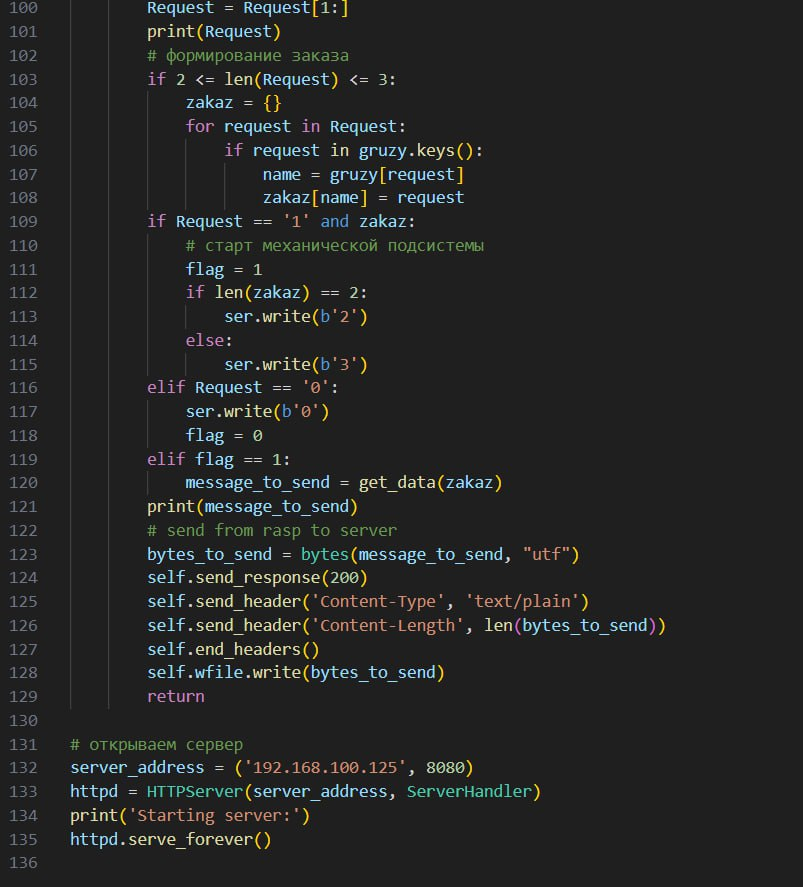 100 Request = Request[1:]
101 print(Request)
102 # формирование заказа
103 if 2 <= len(Request) <= 3:
104 zakaz = {}
105 for request in Request:
106 if request in gruzy.keys():
107 name = gruzy[request]
108 zakaz[name] = request
109 if Request == '1' and zakaz:
110 # старт механической подсистемы
111 flag = 1
112 if len(zakaz) == 2:
113 ser.write(b'2')
114 else:
115 ser.write(b'3')
116 elif Request == '0':
117 ser.write(b'0')
118 flag = 0
119 elif flag == 1:
120 message_to_send = get_data(zakaz)
121 print(message_to_send)
122 # send from rasp to server
123 bytes_to_send = bytes(message_to_send, "utf")
124 self.send_response(200)
125 self.send_header('Content-Type', 'text/plain')
126 self.send_header('Content-Length', len(bytes_to_send))
127 self.end_headers()
128 self.wfile.write(bytes_to_send)
129 return
130
131 # открываем сервер
132 server_address = ('192.168.100.125', 8080)
133 httpd = HTTPServer(server_address, ServerHandler)
134 print('Starting server:')
135 httpd.serve_forever()
136